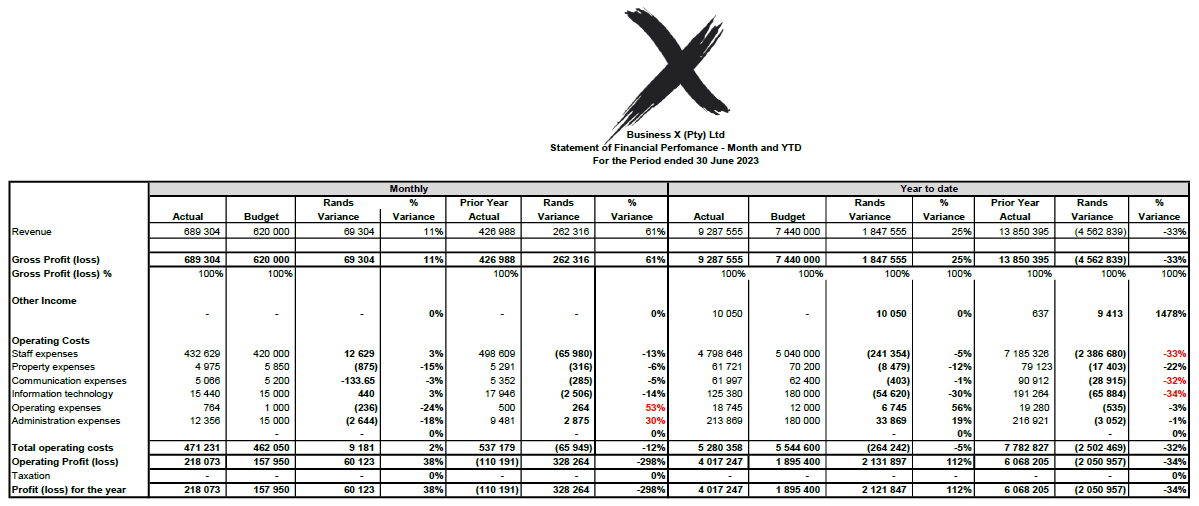 Business X (Pty) Ltd
Statement of Financial Perfomance - Month and YTD
For the Period ended 30 June 2023
Monthly Year to date
Rands % Prior Year Rands % Rands % Prior Year Rands %
Actual Budget Variance Variance Actual Variance Variance Actual Budget Variance Variance Actual Variance Variance
Revenue 689 304 620 000 69 304 11% 426 988 262 316 61% 9 287 555 7 440 000 1 847 555 25% 13 850 395 (4 562 839) -33%
Gross Profit (loss) 689 304 620 000 69 304 11% 426 988 262 316 61% 9 287 555 7 440 000 1 847 555 25% 13 850 395 (4 562 839) -33%
Gross Profit (loss) % 100% 100% 100% 100% 100% 100% 100% 100% 100% 100%
Other Income
- - - 0% - - 0% 10 050 - 10 050 0% 637 9 413 1478%
Operating Costs
Staff expenses 432 629 420 000 12 629 3% 498 609 (65 980) -13% 4 798 646 5 040 000 (241 354) -5% 7 185 326 (2 386 680) -33%
Property expenses 4 975 5 850 (875) -15% 5 291 (316) -6% 61 721 70 200 (8 479) -12% 79 123 (17 403) -22%
Communication expenses 5 066 5 200 -133.65 -3% 5 352 (285) -5% 61 997 62 400 (403) -1% 90 912 (28 915) -32%
Information technology 15 440 15 000 440 3% 17 946 (2 506) -14% 125 380 180 000 (54 620) -30% 191 264 (65 884) -34%
Operating expenses 764 1 000 (236) -24% 500 264 53% 18 745 12 000 6 745 56% 19 280 (535) -3%
Administration expenses 12 356 15 000 (2 644) -18% 9 481 2 875 30% 213 869 180 000 33 869 19% 216 921 (3 052) -1%
- - 0% - 0% - - 0% - 0%
Total operating costs 471 231 462 050 9 181 2% 537 179 (65 949) -12% 5 280 358 5 544 600 (264 242) -5% 7 782 827 (2 502 469) -32%
Operating Profit (loss) 218 073 157 950 60 123 38% (110 191) 328 264 -298% 4 017 247 1 895 400 2 131 897 112% 6 068 205 (2 050 957) -34%
Taxation - - - 0% - - 0% - - - 0% - - 0%
Profit (loss) for the year 218 073 157 950 60 123 38% (110 191) 328 264 -298% 4 017 247 1 895 400 2 121 847 112% 6 068 205 (2 050 957) -34%